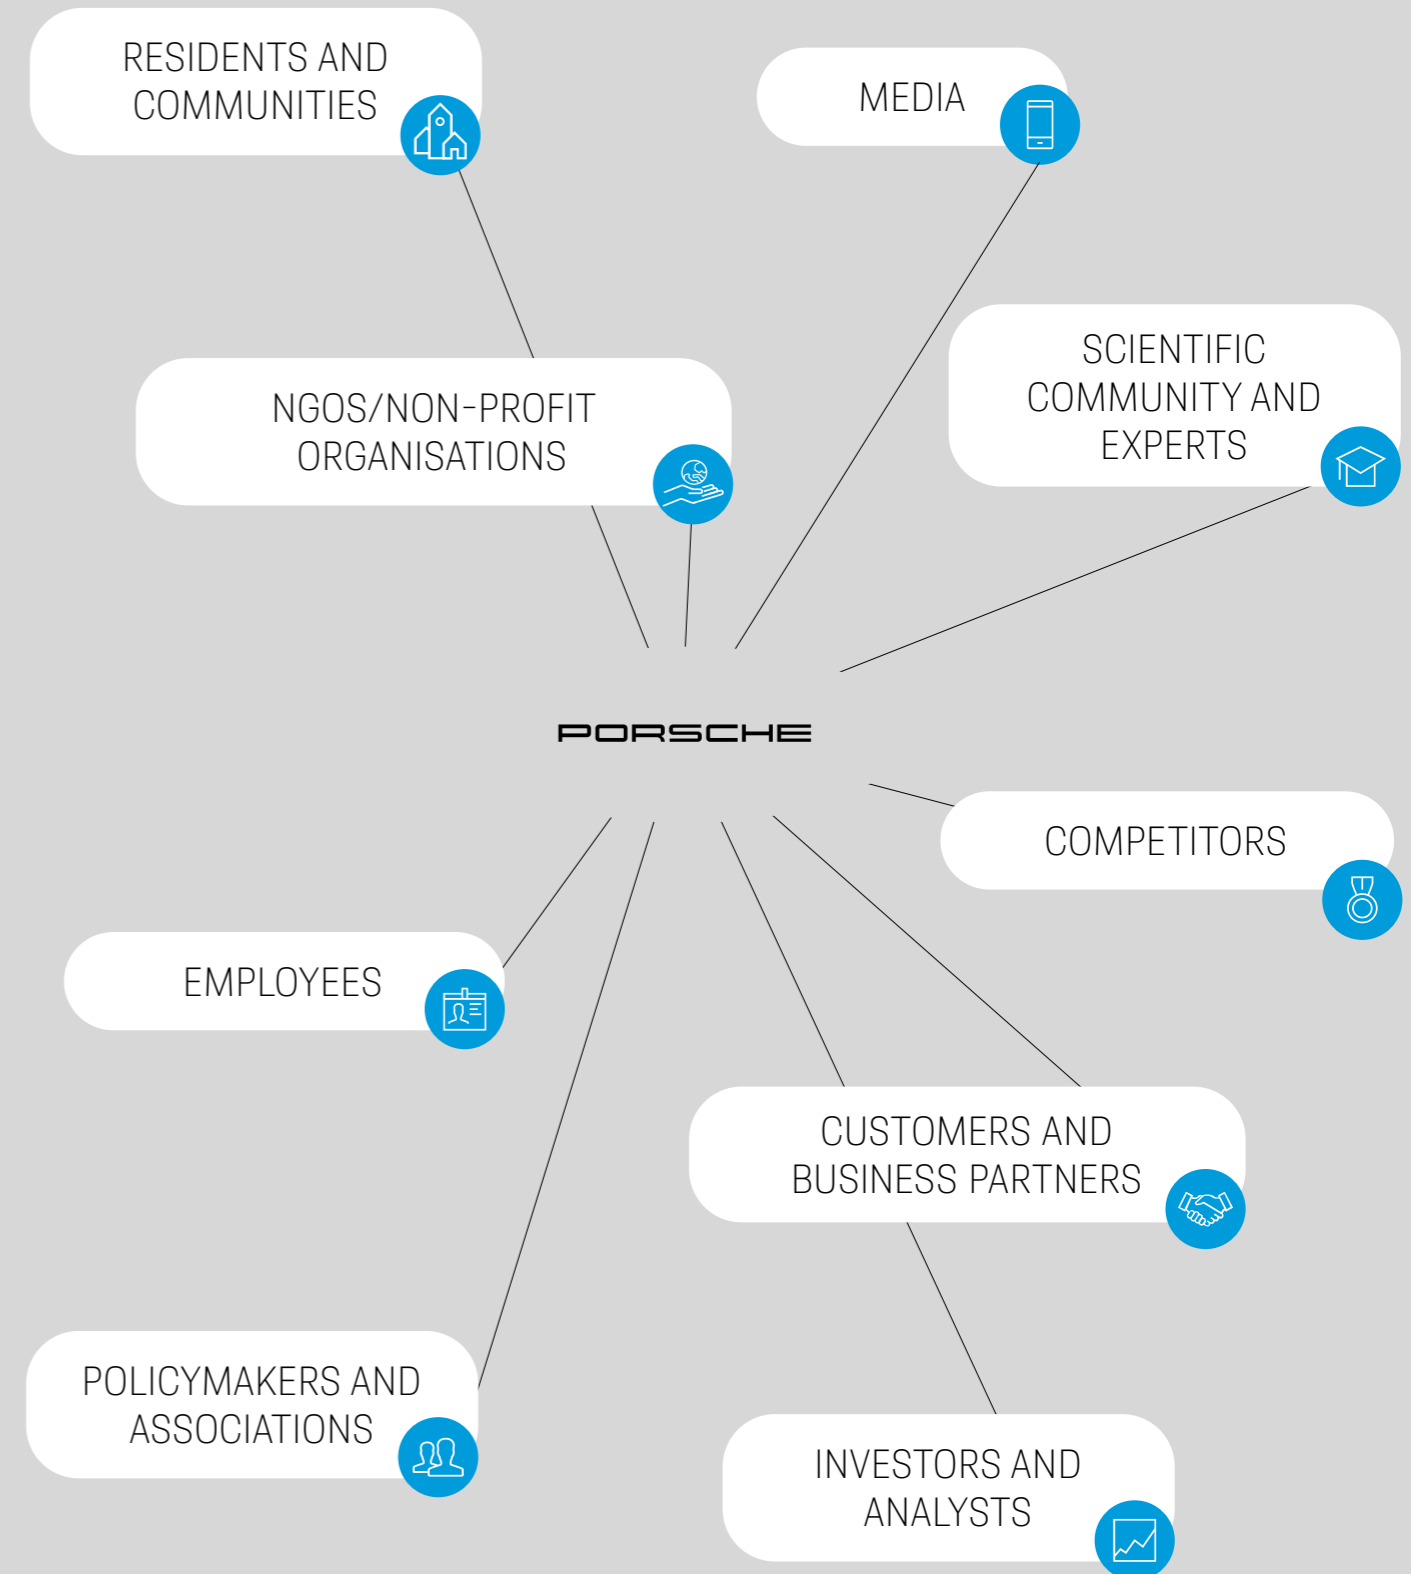 RESIDENTS AND
COMMUNITIES
MEDIA
SCIENTIFIC
COMMUNITY AND
EXPERTS
NGOS/NON-PROFIT
ORGANISATIONS
PORSCHE
COMPETITORS
EMPLOYEES
CUSTOMERS AND
BUSINESS PARTNERS
POLICYMAKERS AND
ASSOCIATIONS
INVESTORS AND
ANALYSTS